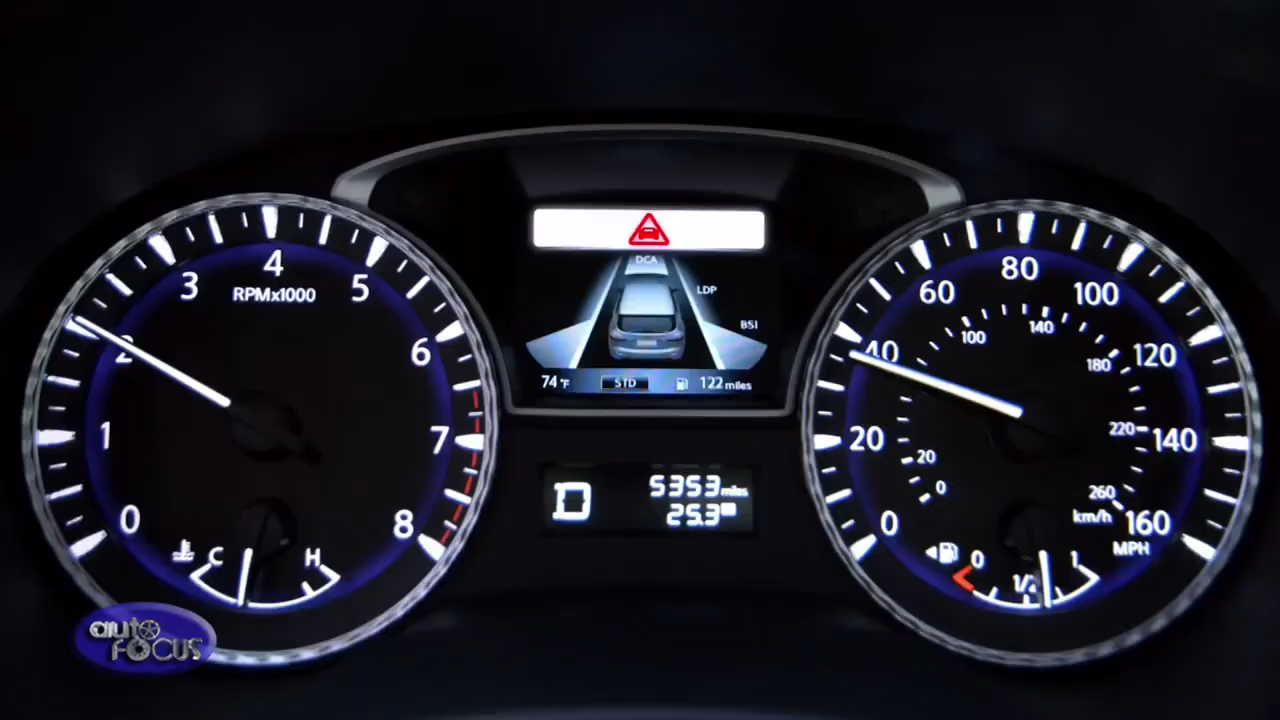 0
1
2
3
4
5
6
7
8
RPMx1000
C
H
DCA
LDP
BSI
74°F
STD
122 miles
D
5353 miles
25.3
0
20
40
60
80
100
120
140
160
MPH
0
20
100
140
180
220
260
km/h
0
1/2
1
auto
FOCUS